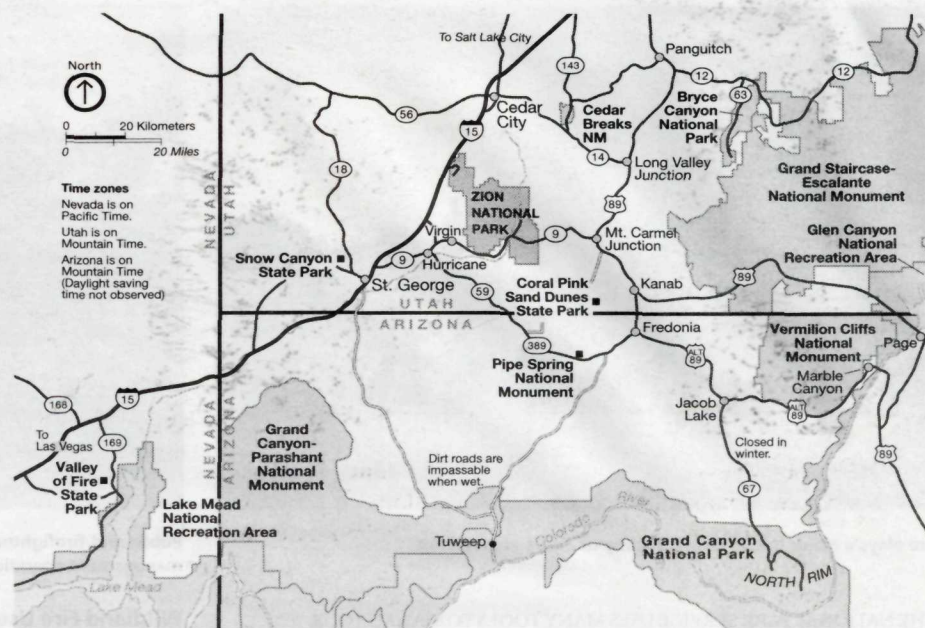 To Salt Lake City
Panguitch
North
143
12
12
63
Bryce
Canyon
National
Park
0 20 Kilometers
0 20 Miles
56
Cedar
City
Cedar
Breaks
NM
15
14
Long Valley
Junction
Grand Staircase-
Escalante
National Monument
Time zones
Nevada is on
Pacific Time.
Utah is on
Mountain Time.
Arizona is on
Mountain Time
(Daylight saving
time not observed)
18
NEVADA
UTAH
ZION
NATIONAL
PARK
89
Glen Canyon
National
Recreation Area
Virgin
9
Mt. Carmel
Junction
Snow Canyon
State Park
9
Hurricane
St. George
89
Kanab
Coral Pink
Sand Dunes
State Park
59
UTAH
ARIZONA
Fredonia
Vermilion Cliffs
National
Monument
Page
389
ALT
89
Pipe Spring
National
Monument
Marble
Canyon
15
168
Jacob
Lake
ALT
89
NEVADA
ARIZONA
To
Las Vegas
169
Grand
Canyon-
Parashant
National
Monument
Closed in
winter.
89
Dirt roads are
impassable
when wet.
Valley
of Fire
State
Park
67
Lake Mead
National
Recreation Area
Colorado River
Tuweep
Grand Canyon
National Park
NORTH RIM
Lake Mead